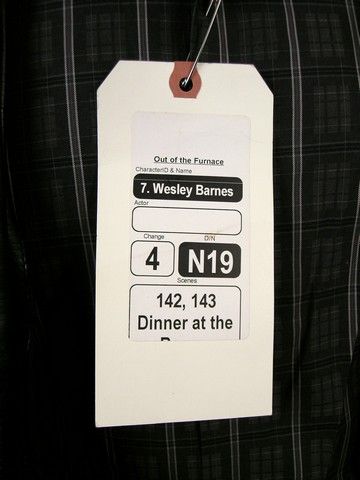 Out of the Furnace
CharacterID & Name
7. Wesley Barnes
Actor
Change D/N
4 N19
Scenes
142, 143
Dinner at the